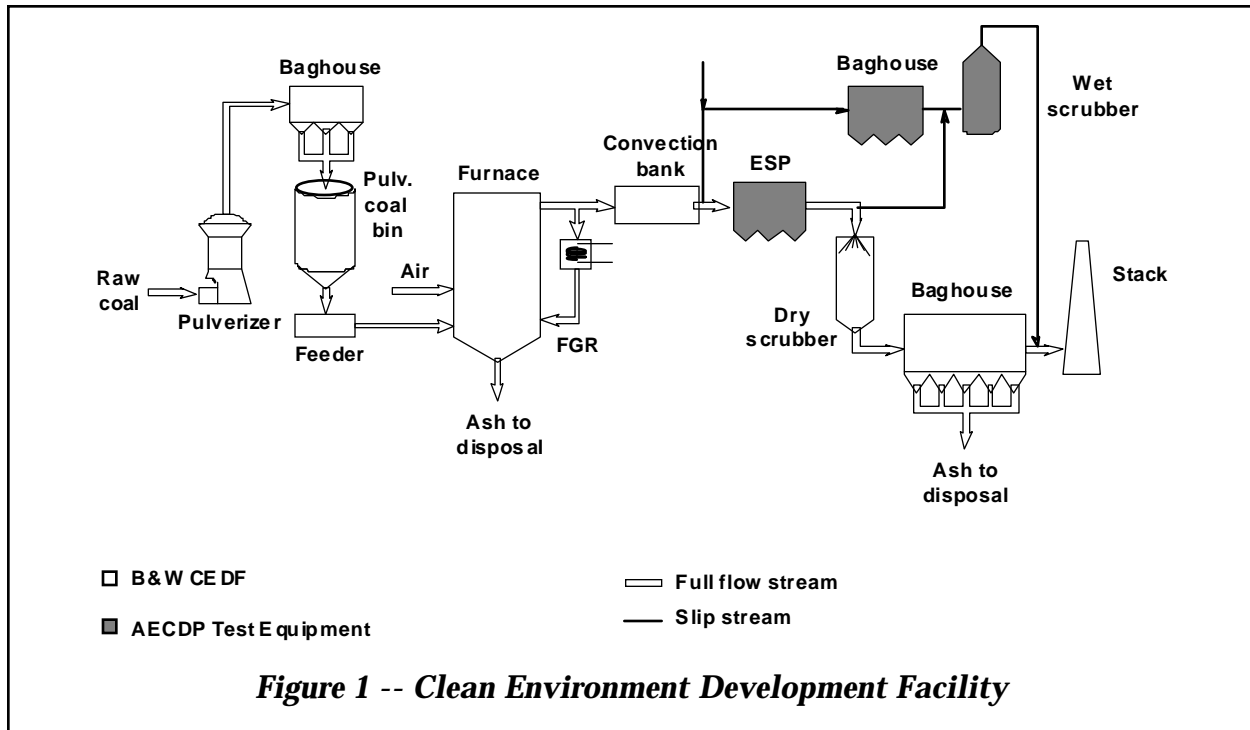 Baghouse
Baghouse
Wet
scrubber
Convection
bank
ESP
Furnace
Pulv.
coal
bin
Air
Raw
coal
Pulverizer
Feeder
FGR
Dry
scrubber
Baghouse
Stack
Ash to
disposal
Ash to
disposal
B&W CEDF
Full flow stream
AECDP Test Equipment
Slip stream
Figure 1 -- Clean Environment Development Facility